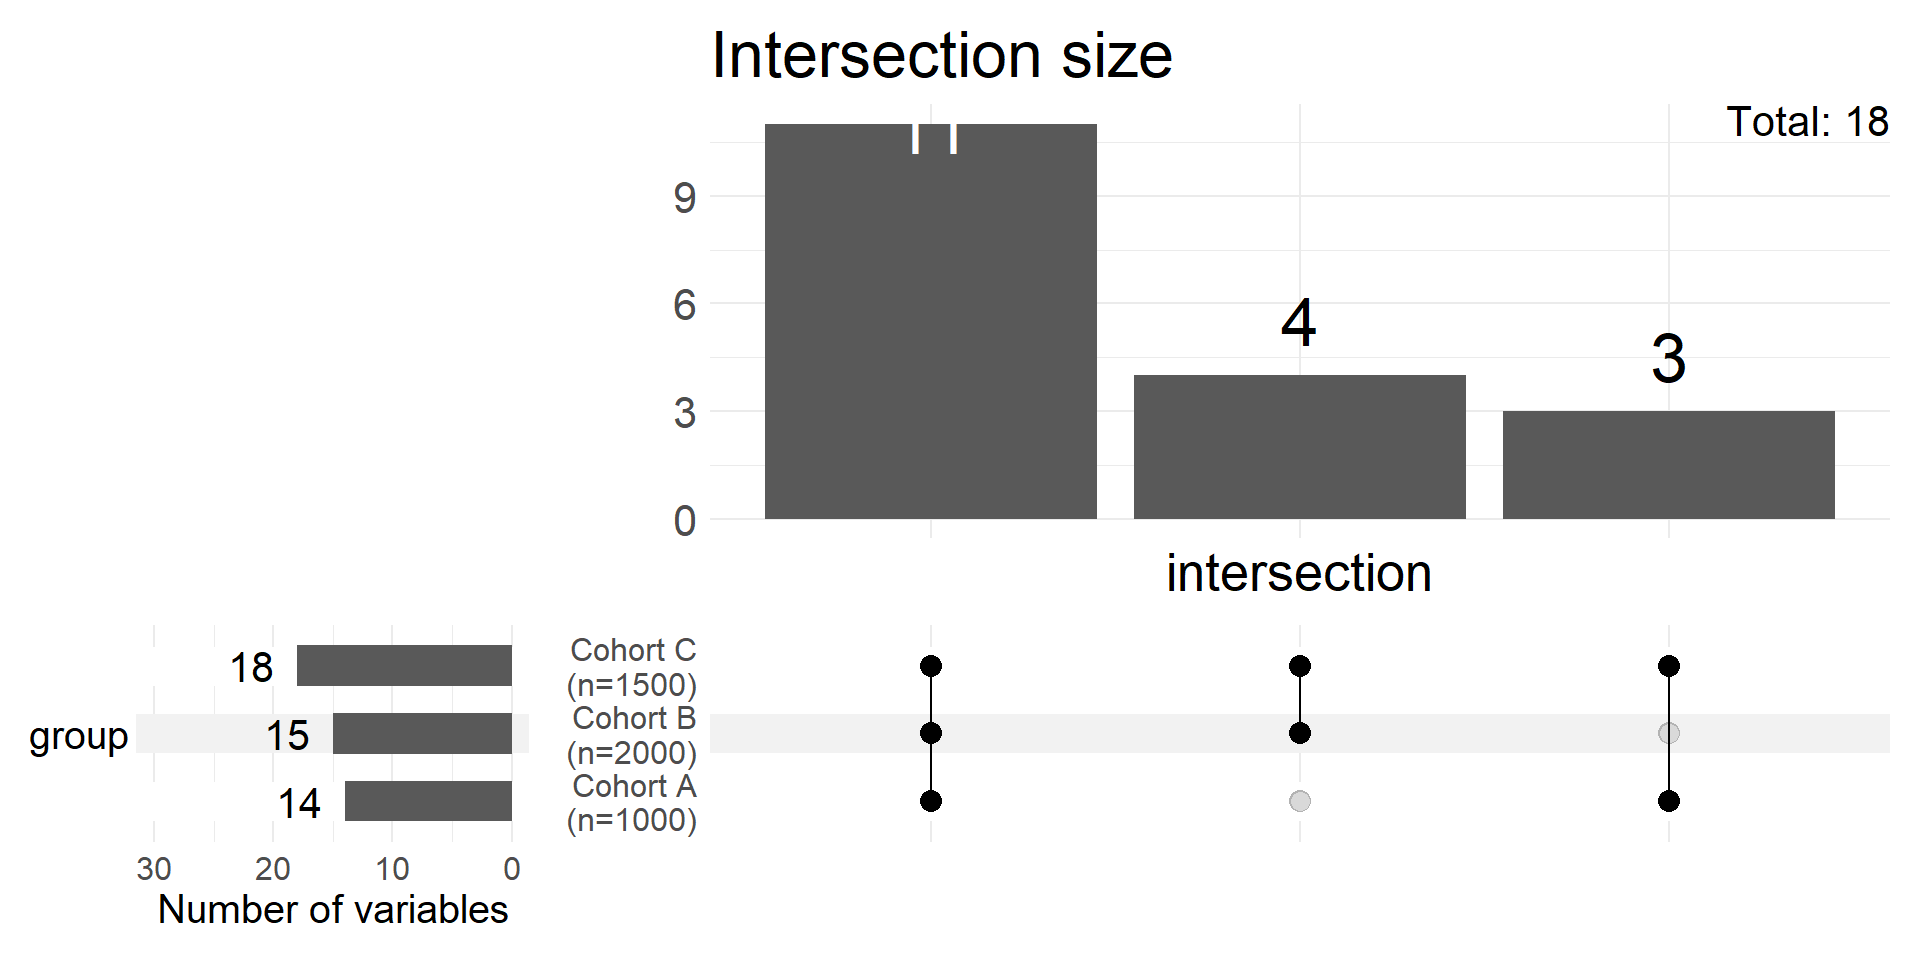 Intersection size
Total: 18
11
9
4
6
3
3
0
intersection
Cohort C
(n=1500)
18
Cohort B
(n=2000)
group
15
Cohort A
(n=1000)
14
30 20 10 0
Number of variables